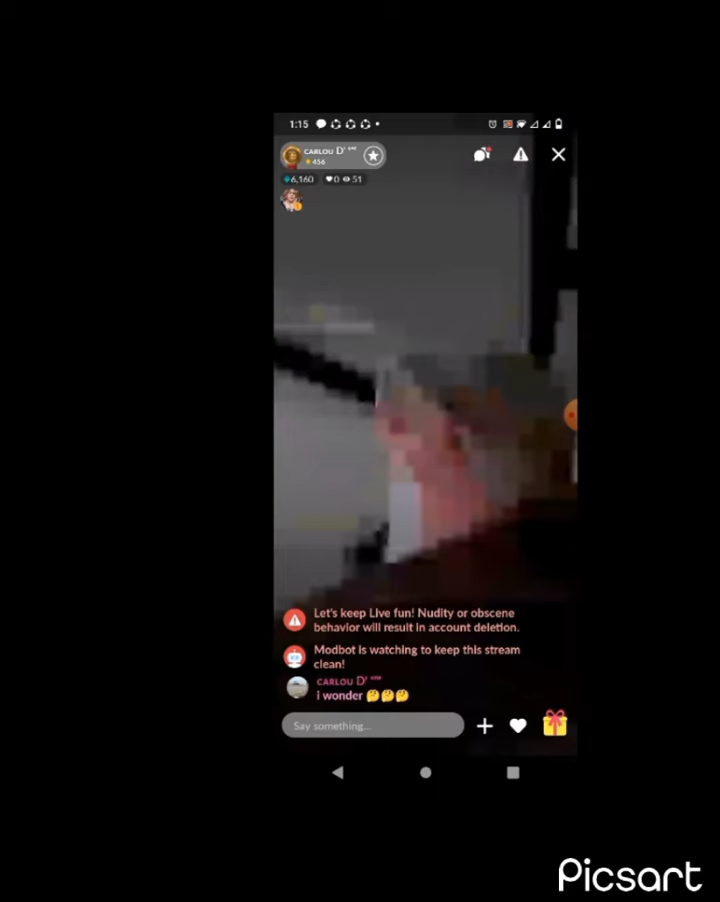 1:15
CARLOU D'
456
6,160 0 51
Let's keep Live fun! Nudity or obscene
behavior will result in account deletion.
Modbot is watching to keep this stream
clean!
CARLOU D'
i wonder 🤔🤔🤔
Say something...
Picsart